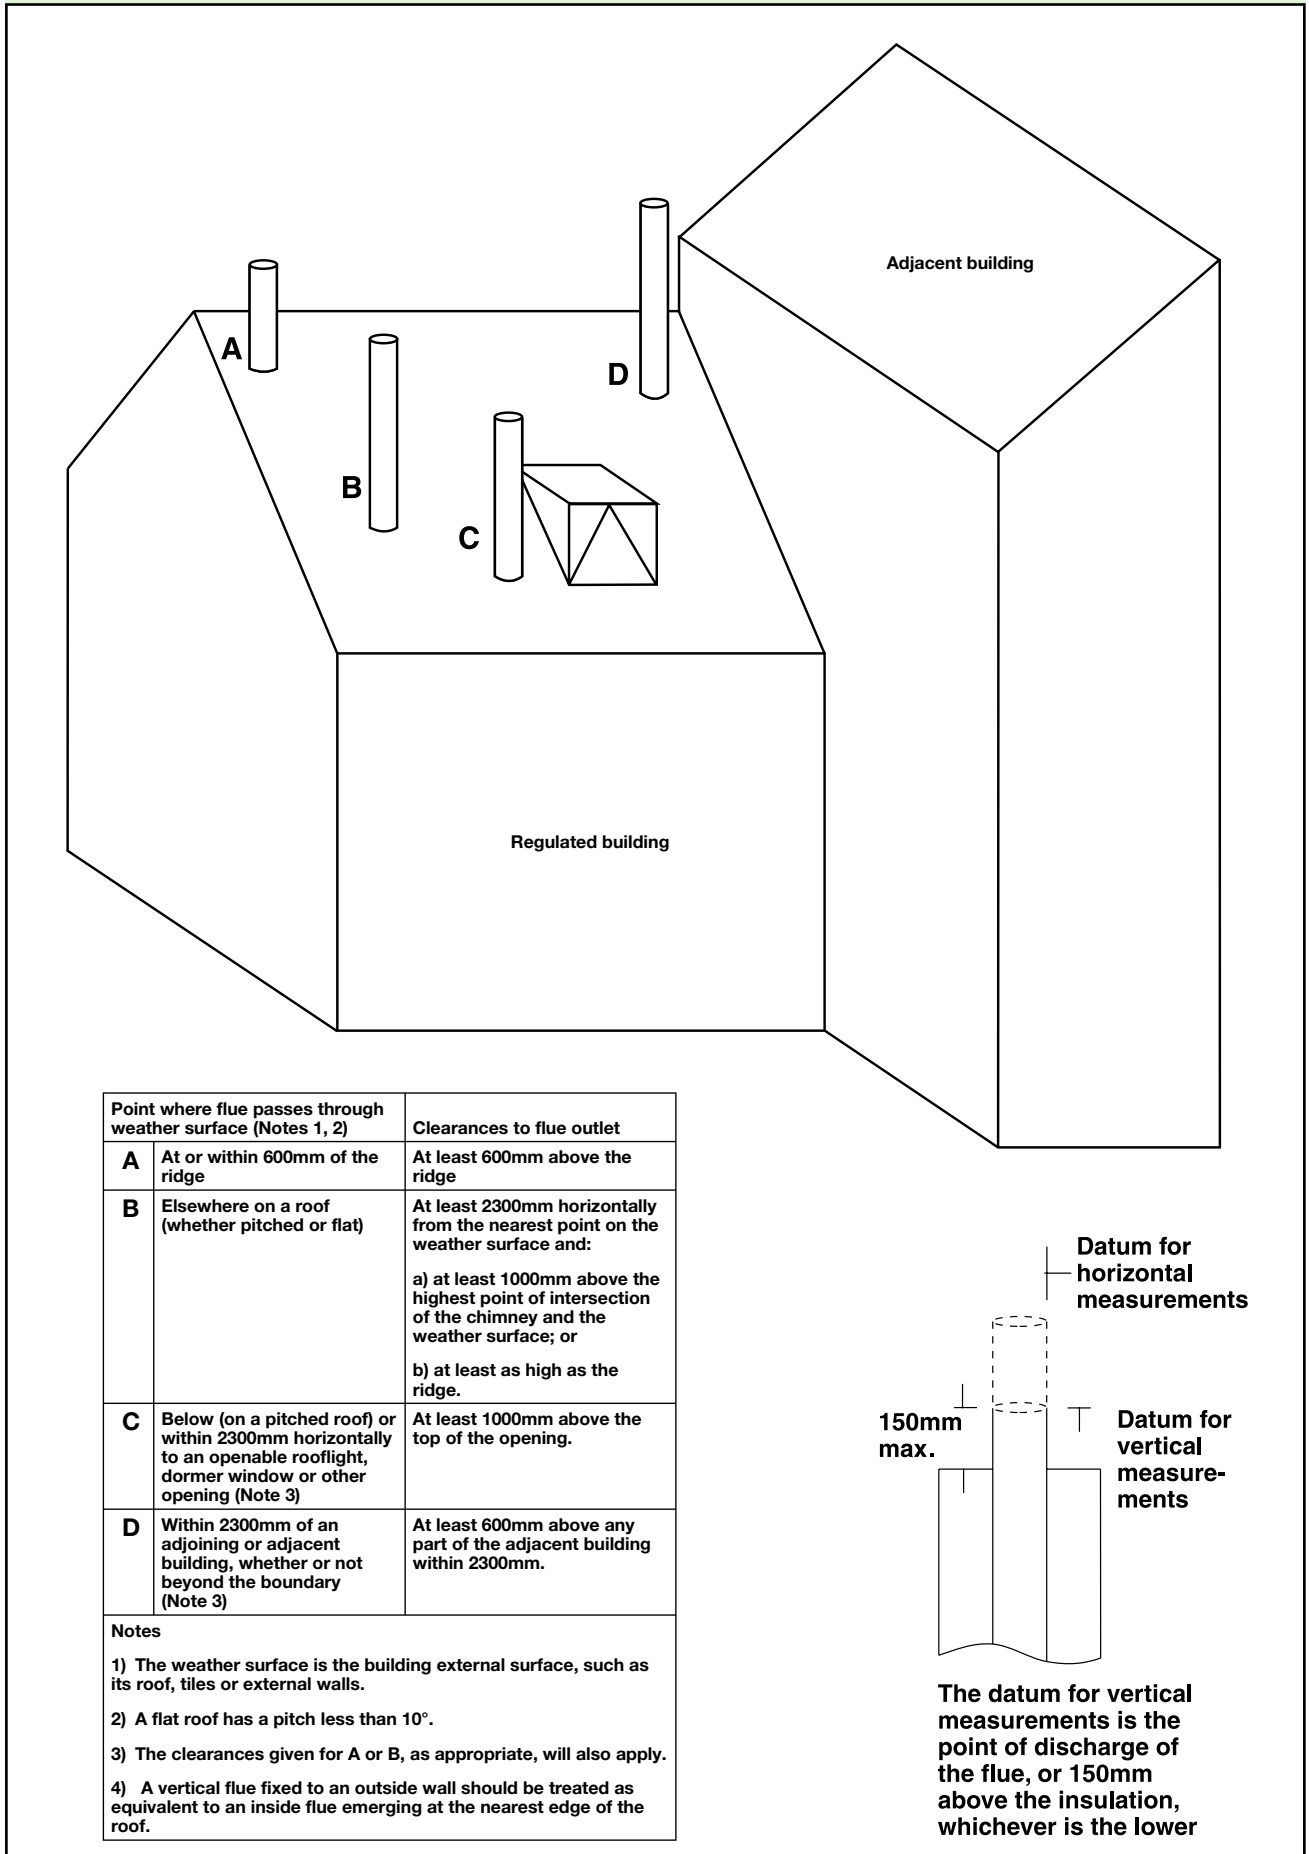 Adjacent building
A
D
B
C
Regulated building
Point where flue passes through
weather surface (Notes 1, 2)
Clearances to flue outlet
A
At or within 600mm of the
ridge
At least 600mm above the
ridge
B
Elsewhere on a roof
(whether pitched or flat)
At least 2300mm horizontally
from the nearest point on the
weather surface and:
a) at least 1000mm above the
highest point of intersection
of the chimney and the
weather surface; or
b) at least as high as the
ridge.
C
Below (on a pitched roof) or
within 2300mm horizontally
to an openable rooflight,
dormer window or other
opening (Note 3)
At least 1000mm above the
top of the opening.
D
Within 2300mm of an
adjoining or adjacent
building, whether or not
beyond the boundary
(Note 3)
At least 600mm above any
part of the adjacent building
within 2300mm.
Notes
1) The weather surface is the building external surface, such as
its roof, tiles or external walls.
2) A flat roof has a pitch less than 10°.
3) The clearances given for A or B, as appropriate, will also apply.
4) A vertical flue fixed to an outside wall should be treated as
equivalent to an inside flue emerging at the nearest edge of the
roof.
Datum for
horizontal
measurements
150mm
max.
Datum for
vertical
measure-
ments
The datum for vertical
measurements is the
point of discharge of
the flue, or 150mm
above the insulation,
whichever is the lower